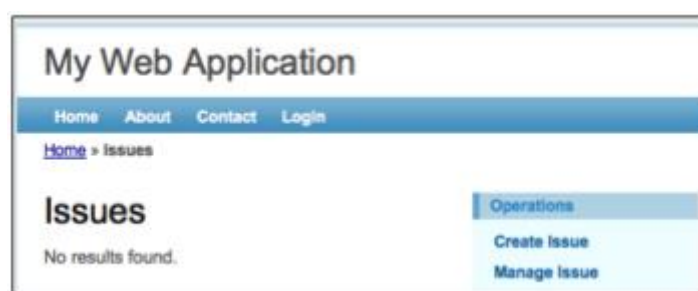 My Web Application
Home About Contact Login
Home » Issues
Issues
No results found.
Operations
Create Issue
Manage Issue